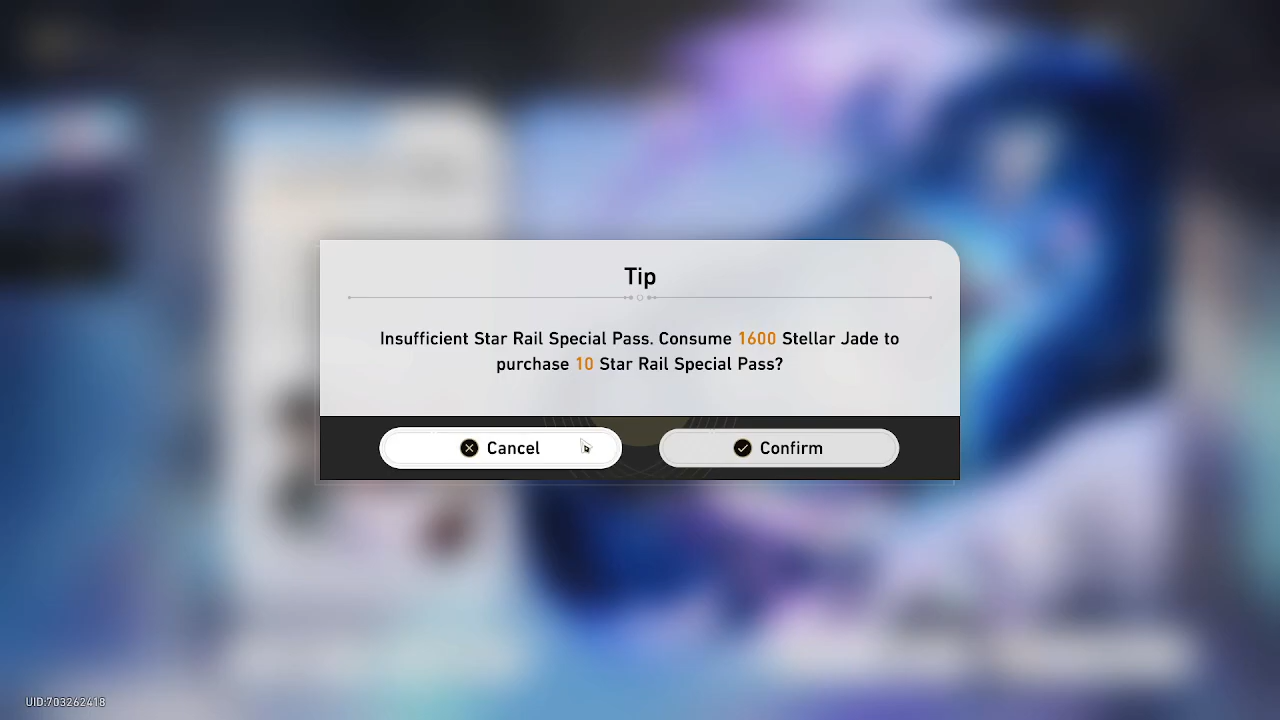 Tip
Insufficient Star Rail Special Pass. Consume 1600 Stellar Jade to
purchase 10 Star Rail Special Pass?
Cancel
Confirm
UID:703262418